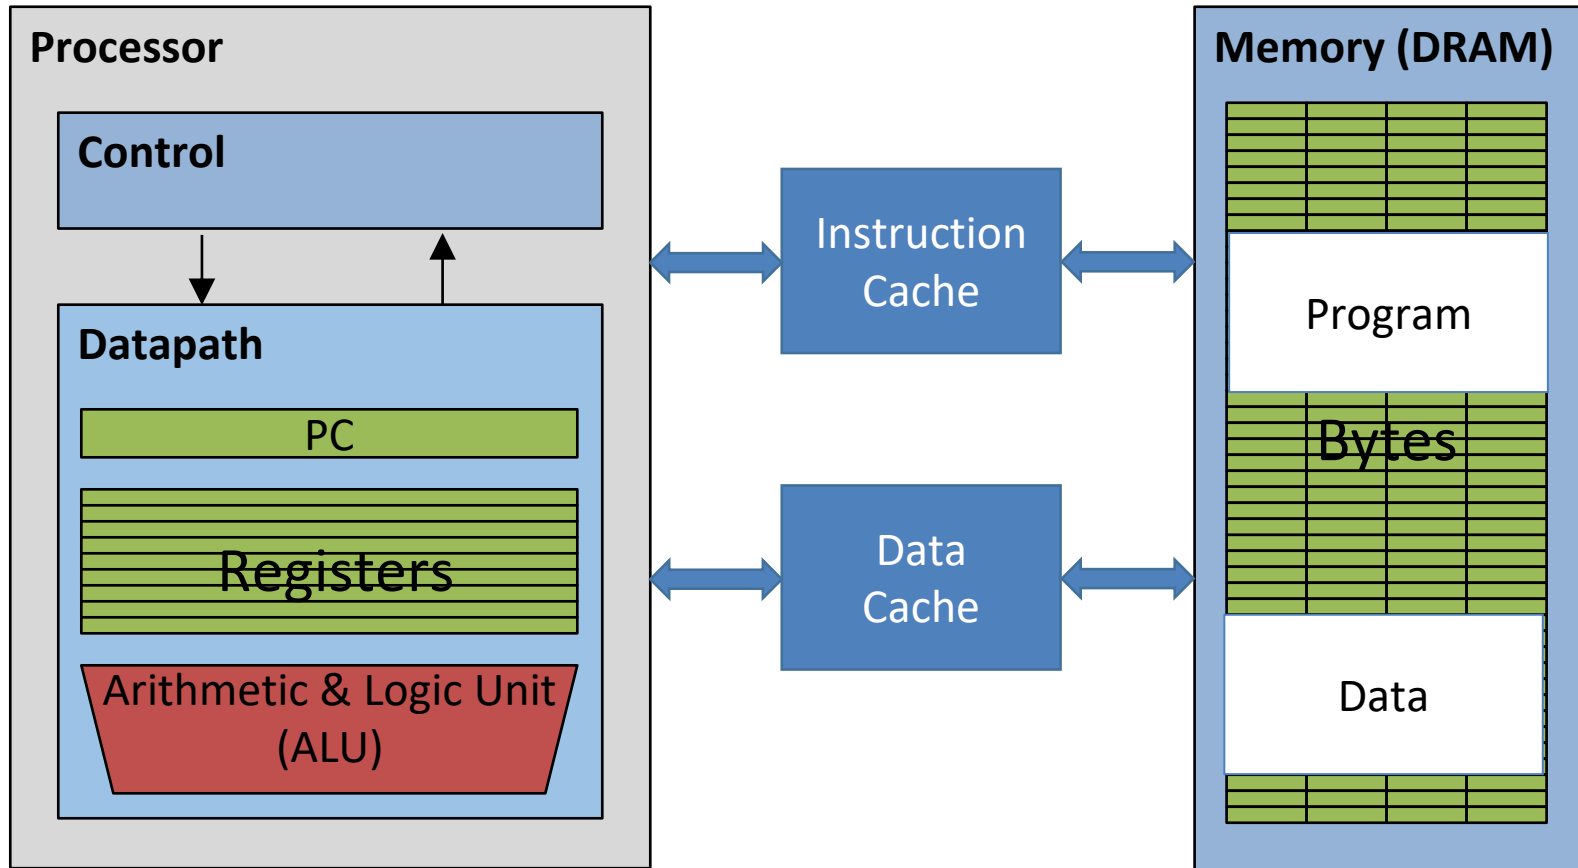 Processor
Control
Datapath
PC
Registers
Arithmetic & Logic Unit
(ALU)
Instruction
Cache
Data
Cache
Memory (DRAM)
Program
Bytes
Data